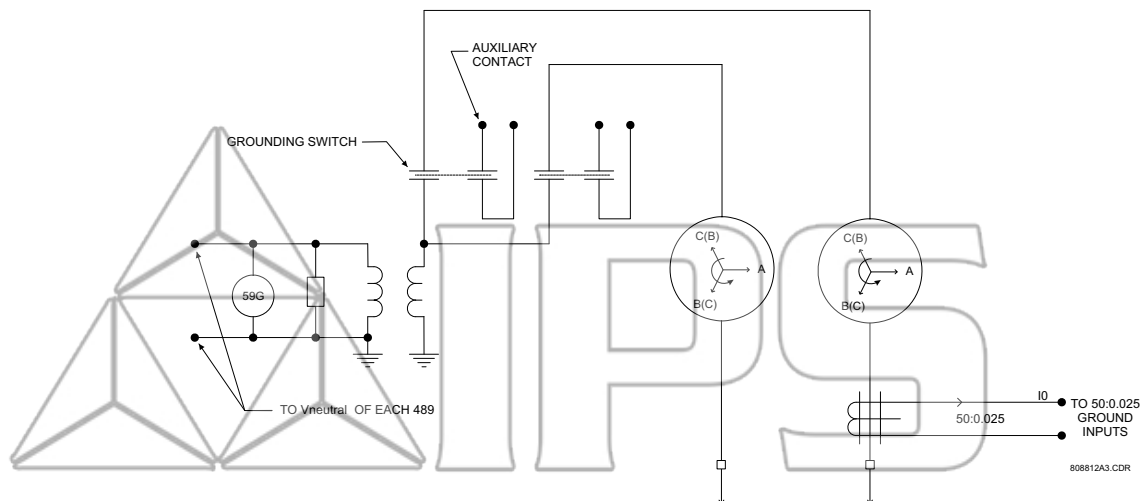 AUXILIARY
CONTACT
GROUNDING SWITCH
C(B)
A
B(C)
C(B)
A
B(C)
59G
TO Vneutral OF EACH 489
I0
50:0.025
TO 50:0.025
GROUND
INPUTS
808812A3.CDR
IPS